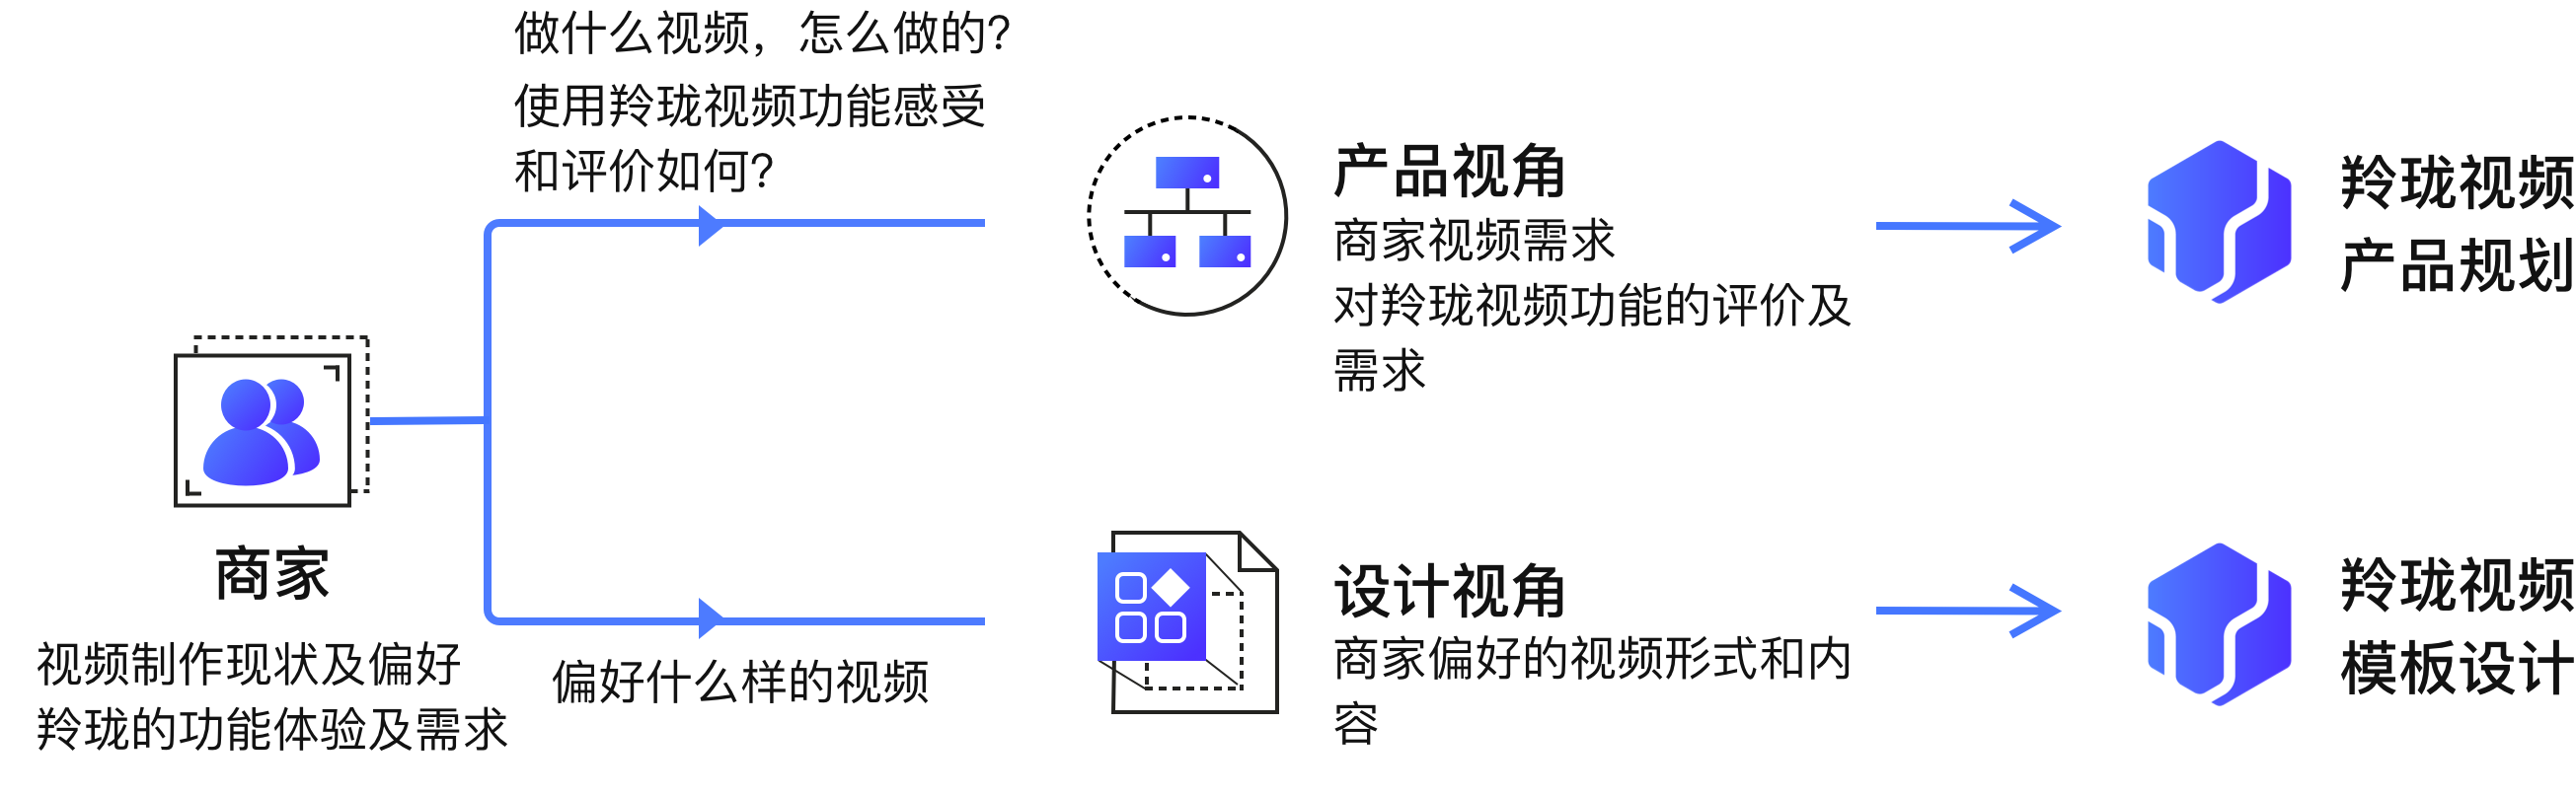 做什么视频，怎么做的?
使用羚珑视频功能感受
和评价如何?
商家
视频制作现状及偏好
羚珑的功能体验及需求
偏好什么样的视频
产品视角
商家视频需求
对羚珑视频功能的评价及
需求
设计视角
商家偏好的视频形式和内
容
羚珑视频
产品规划
羚珑视频
模板设计